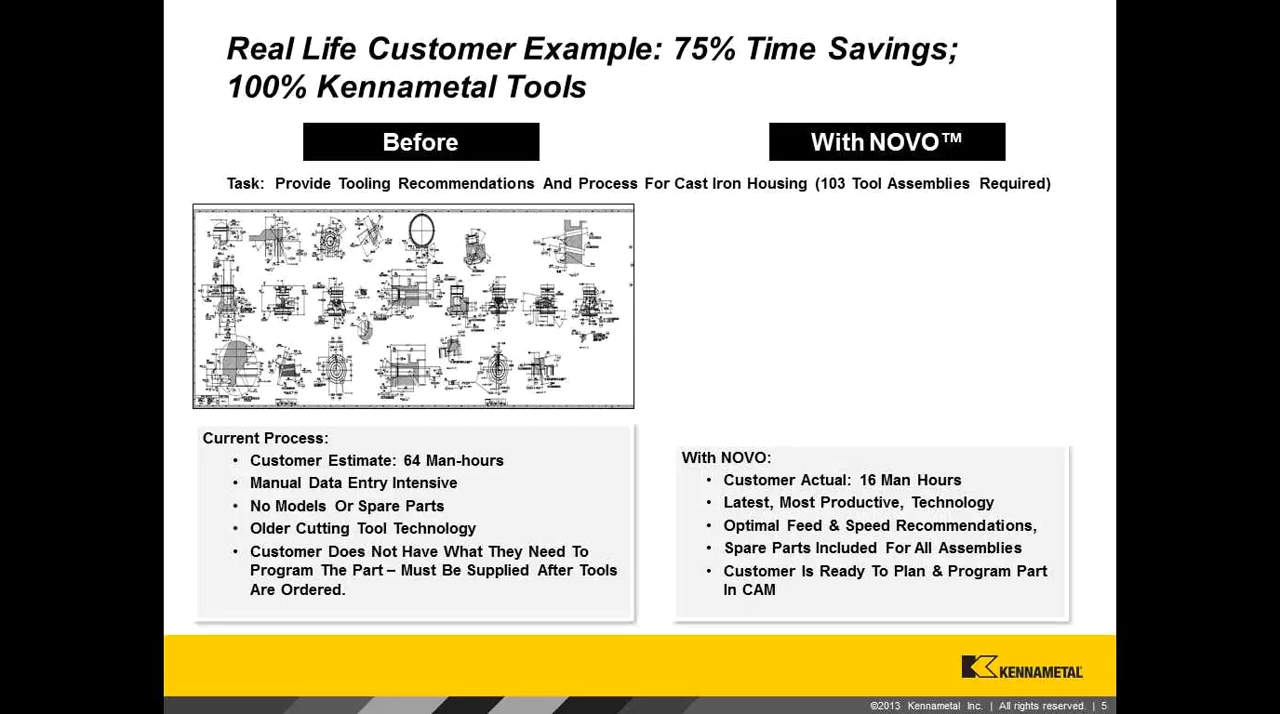 Real Life Customer Example: 75% Time Savings;
100% Kennametal Tools
Before
With NOVO™
Task: Provide Tooling Recommendations And Process For Cast Iron Housing (103 Tool Assemblies Required)
Current Process:
• Customer Estimate: 64 Man-hours
• Manual Data Entry Intensive
• No Models Or Spare Parts
• Older Cutting Tool Technology
• Customer Does Not Have What They Need To
Program The Part – Must Be Supplied After Tools
Are Ordered.
With NOVO:
• Customer Actual: 16 Man Hours
• Latest, Most Productive, Technology
• Optimal Feed & Speed Recommendations,
• Spare Parts Included For All Assemblies
• Customer Is Ready To Plan & Program Part
In CAM
KENNAMETAL
©2013 Kennametal Inc. | All rights reserved. | 5